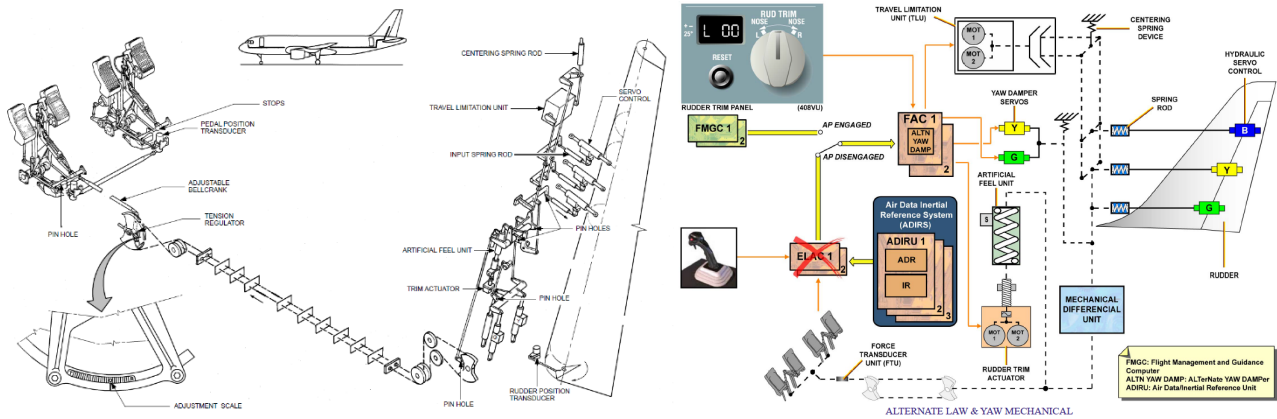 CENTERING SPRING ROD
TRAVEL LIMITATION UNIT
SERVO
CONTROL
STOPS
PEDAL POSITION
TRANSDUCER
INPUT SPRING ROD
ADJUSTABLE
BELLCRANK
TENSION
REGULATOR
PIN HOLE
PIN HOLES
ARTIFICIAL FEEL UNIT
TRIM ACTUATOR
PIN HOLE
RUDDER POSITION
TRANSDUCER
PIN HOLE
ADJUSTMENT SCALE
RUD TRIM
NOSE NOSE
L R
+ -
25°
L 00
RESET
RUDDER TRIM PANEL (408VU)
TRAVEL LIMITATION
UNIT (TLU)
MOT
1
MOT
2
CENTERING
SPRING
DEVICE
HYDRAULIC
SERVO
CONTROL
FMGC 1
2
AP ENGAGED
AP DISENGAGED
FAC 1
ALTN
YAW
DAMP
2
YAW DAMPER
SERVOS
Y
G
SPRING
ROD
B
Y
G
ARTIFICIAL
FEEL UNIT
S
Air Data Inertial
Reference System
(ADIRS)
ADIRU 1
ADR
IR
2
3
ELAC 1
2
RUDDER
MECHANICAL
DIFFERENCIAL
UNIT
MOT
1
MOT
2
RUDDER TRIM
ACTUATOR
FORCE
TRANSDUCER
UNIT (FTU)
FMGC: Flight Management and Guidance
Computer
ALTN YAW DAMP: ALTerNate YAW DAMPer
ADIRU: Air Data/Inertial Reference Unit
ALTERNATE LAW & YAW MECHANICAL